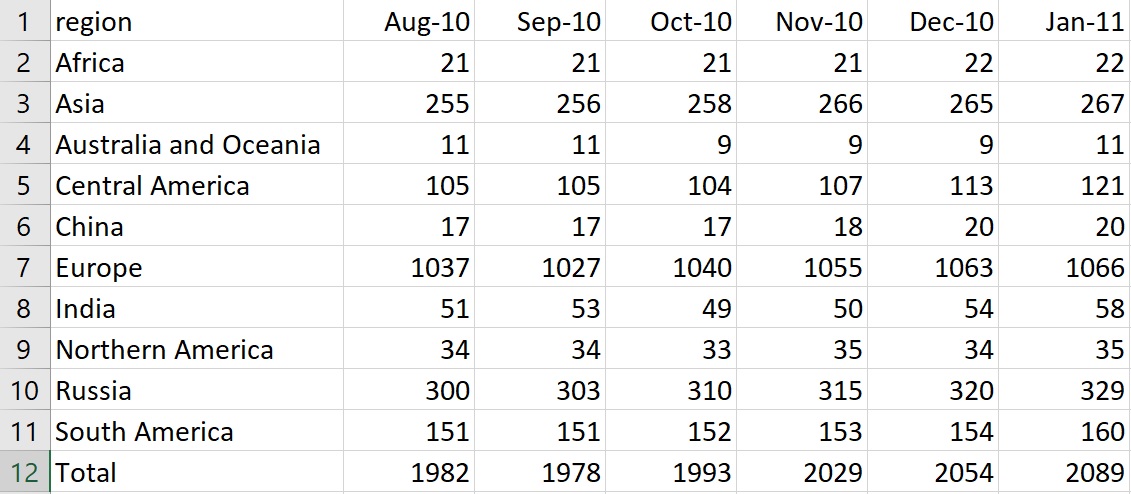 1 region Aug-10 Sep-10 Oct-10 Nov-10 Dec-10 Jan-11
2 Africa 21 21 21 21 22 22
3 Asia 255 256 258 266 265 267
4 Australia and Oceania 11 11 9 9 9 11
5 Central America 105 105 104 107 113 121
6 China 17 17 17 18 20 20
7 Europe 1037 1027 1040 1055 1063 1066
8 India 51 53 49 50 54 58
9 Northern America 34 34 33 35 34 35
10 Russia 300 303 310 315 320 329
11 South America 151 151 152 153 154 160
12 Total 1982 1978 1993 2029 2054 2089